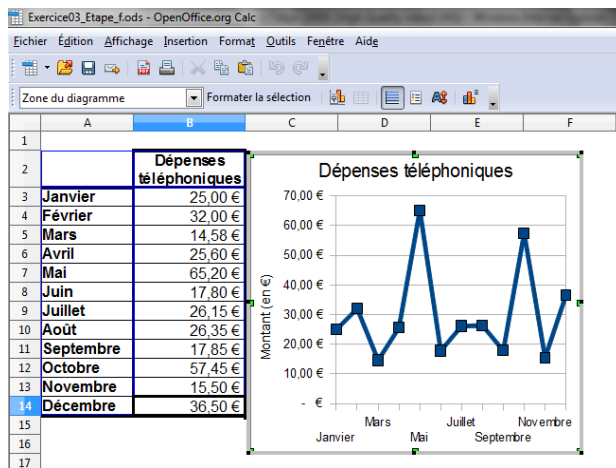 Exercice03_Etape_f.ods - OpenOffice.org Calc
Fichier Édition Affichage Insertion Format Outils Fenêtre Aide
Zone du diagramme Formater la sélection
A B C D E F
1
2 Dépenses téléphoniques
3 Janvier 25,00 €
4 Février 32,00 €
5 Mars 14,58 €
6 Avril 25,60 €
7 Mai 65,20 €
8 Juin 17,80 €
9 Juillet 26,15 €
10 Août 26,35 €
11 Septembre 17,85 €
12 Octobre 57,45 €
13 Novembre 15,50 €
14 Décembre 36,50 €
15
16
17
Dépenses téléphoniques
70,00 €
60,00 €
50,00 €
40,00 €
30,00 €
20,00 €
10,00 €
- €
Montant (en €)
Mars Juillet Novembre
Janvier Mai Septembre